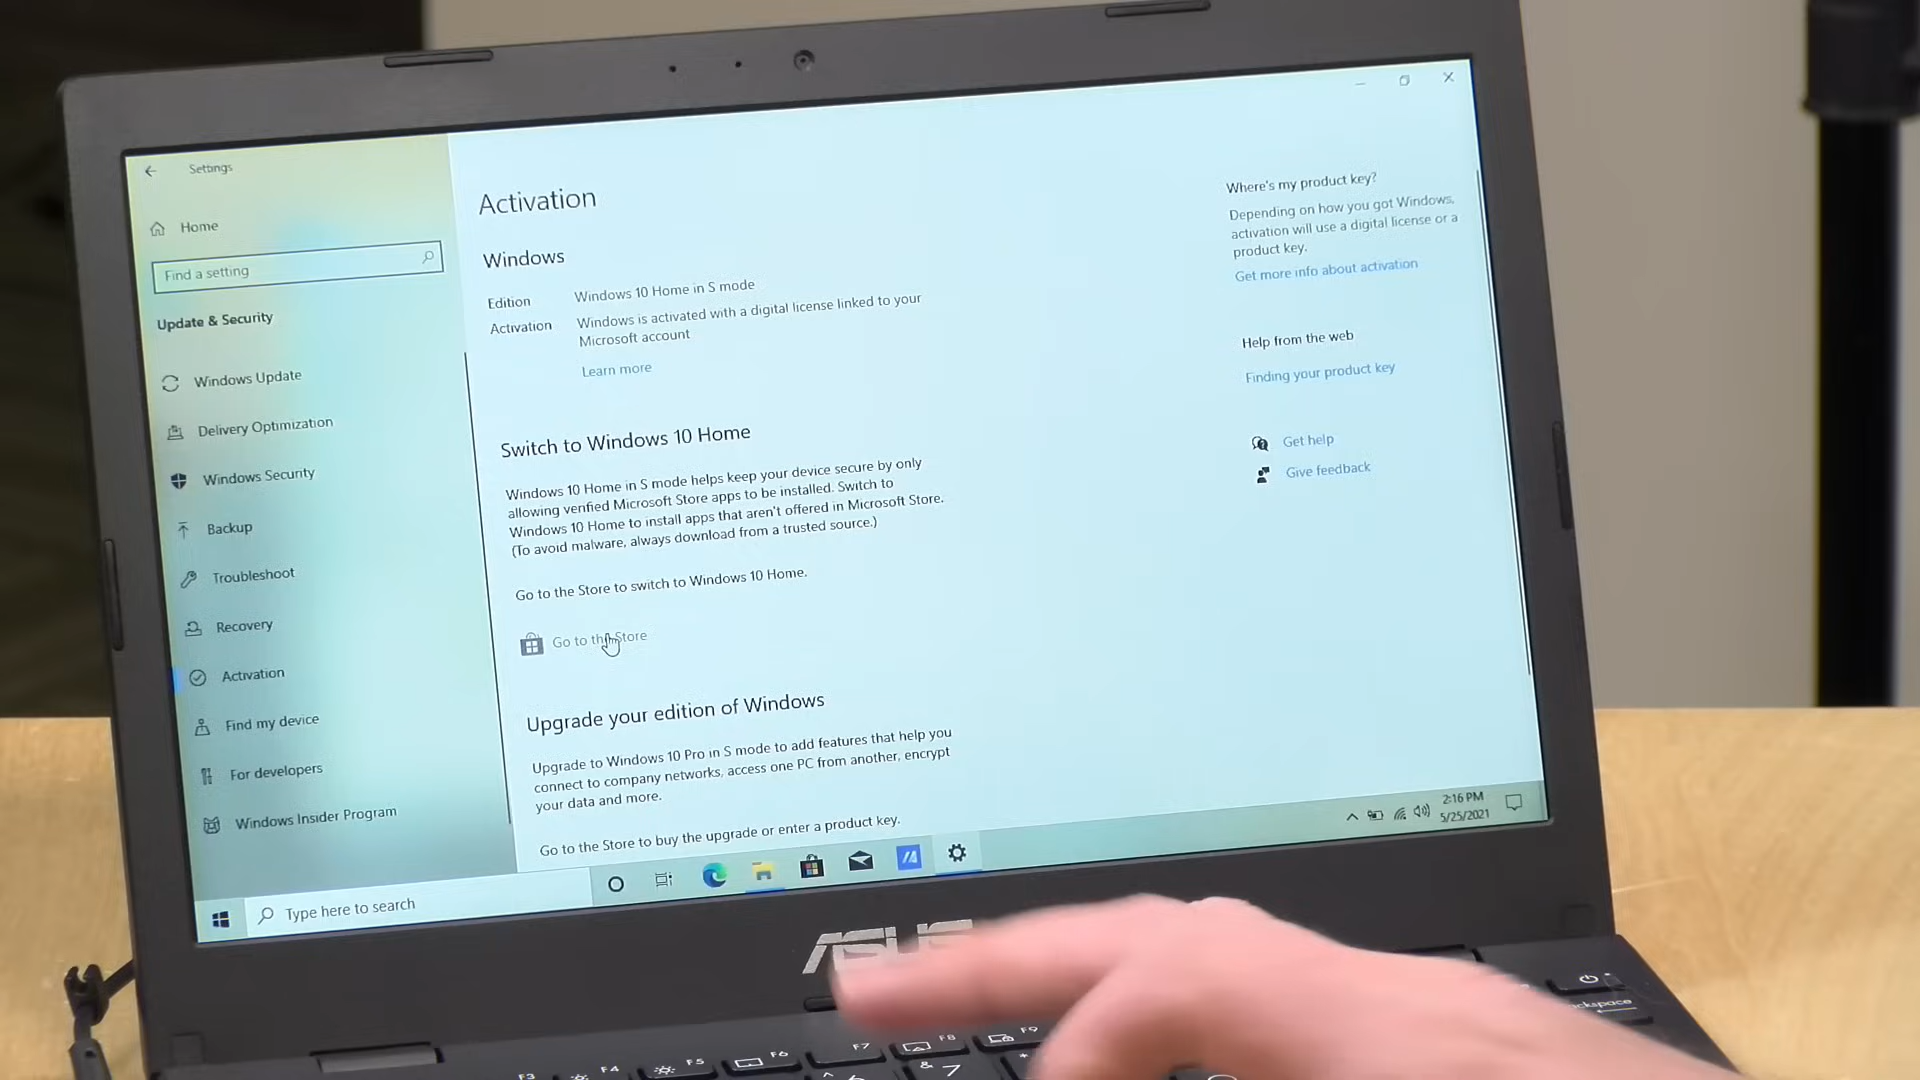 Settings
Home
Find a setting
Update & Security
Windows Update
Delivery Optimization
Windows Security
Backup
Troubleshoot
Recovery
Activation
Find my device
For developers
Windows Insider Program
Activation
Windows
Edition Windows 10 Home in S mode
Activation Windows is activated with a digital license linked to your
Microsoft account
Learn more
Switch to Windows 10 Home
Windows 10 Home in S mode helps keep your device secure by only
allowing verified Microsoft Store apps to be installed. Switch to
Windows 10 Home to install apps that aren't offered in Microsoft Store.
(To avoid malware, always download from a trusted source.)
Go to the Store to switch to Windows 10 Home.
Go to the Store
Upgrade your edition of Windows
Upgrade to Windows 10 Pro in S mode to add features that help you
connect to company networks, access one PC from another, encrypt
your data and more.
Go to the Store to buy the upgrade or enter a product key.
Where's my product key?
Depending on how you got Windows,
activation will use a digital license or a
product key.
Get more info about activation
Help from the web
Finding your product key
Get help
Give feedback
Type here to search
2:16 PM
5/25/2021
ASUS
F3 F4 F5 F6 F7 F8 F9
& 7